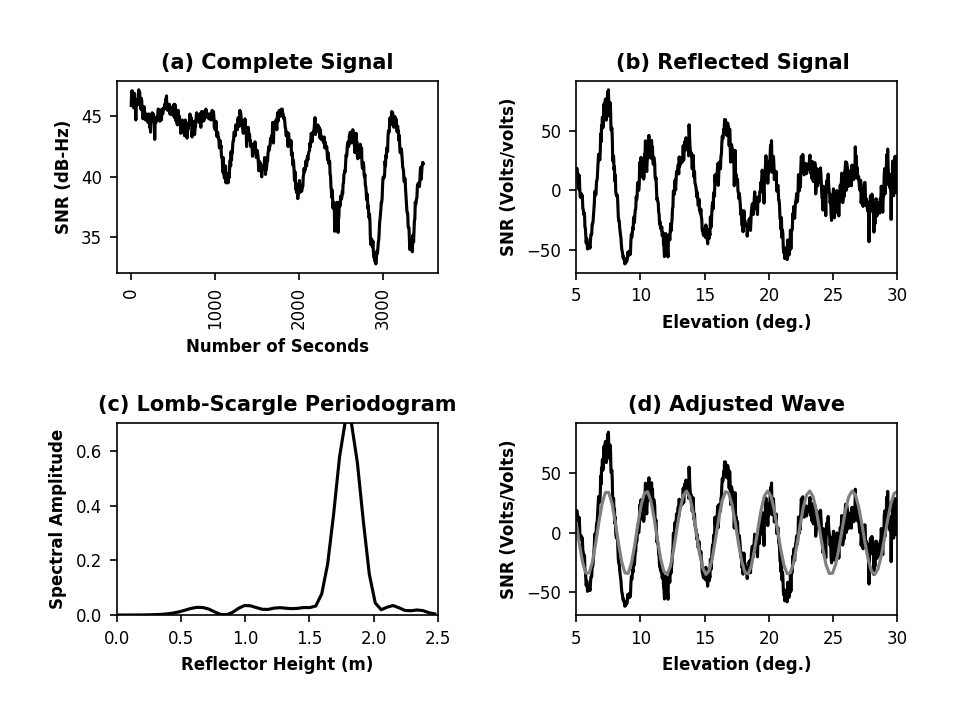 (a) Complete Signal
SNR (dB-Hz)
45
40
35
0
1000
2000
3000
Number of Seconds
(b) Reflected Signal
SNR (Volts/volts)
50
0
−50
5 10 15 20 25 30
Elevation (deg.)
(c) Lomb-Scargle Periodogram
Spectral Amplitude
0.6
0.4
0.2
0.0
0.0 0.5 1.0 1.5 2.0 2.5
Reflector Height (m)
(d) Adjusted Wave
SNR (Volts/Volts)
50
0
−50
5 10 15 20 25 30
Elevation (deg.)